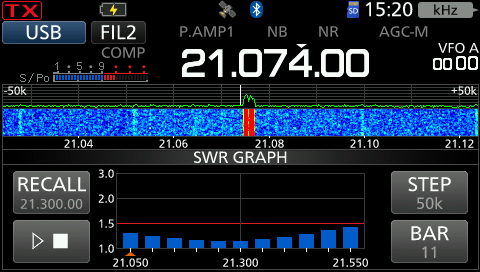 TX SD 15:20 kHz
USB FIL2 P.AMP1 NB NR AGC-M
COMP 21.074.00 VFO A
00 00
1 • 5 • 9 • • •
S/Po
-50k +50k
21.04 21.06 21.08 21.10 21.12
SWR GRAPH
RECALL
21.300.00
3.0
2.0
1.5
1.0
21.050 21.300 21.550
STEP
50k
BAR
11